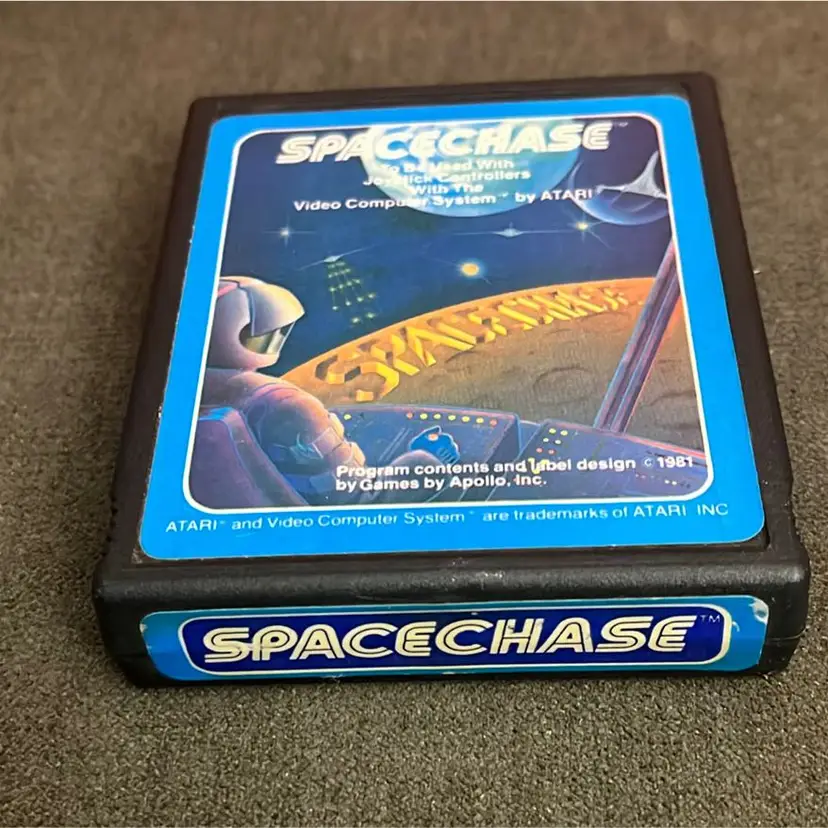 SPACECHASE™
To Be Used With
Joystick Controllers
With The
Video Computer System™ by ATARI®
SPACECHASE
Program contents and label design © 1981
by Games by Apollo, Inc.
ATARI® and Video Computer System™ are trademarks of ATARI INC
SPACECHASE™